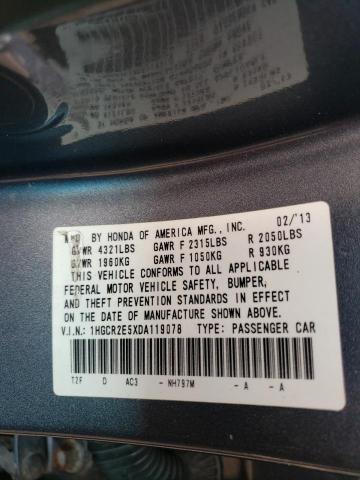 BY HONDA OF AMERICA MFG., INC. 02/'13
GVWR 4321LBS GAWR F 2315LBS R 2050LBS
GVWR 1960KG GAWR F 1050KG R 930KG
THIS VEHICLE CONFORMS TO ALL APPLICABLE
FEDERAL MOTOR VEHICLE SAFETY, BUMPER,
AND THEFT PREVENTION STANDARDS IN EFFECT
ON THE DATE OF MANUFACTURE SHOWN ABOVE.
V.I.N.: 1HGCR2E5XDA119078 TYPE: PASSENGER CAR
T2F D AC3 - NH797M - A - A